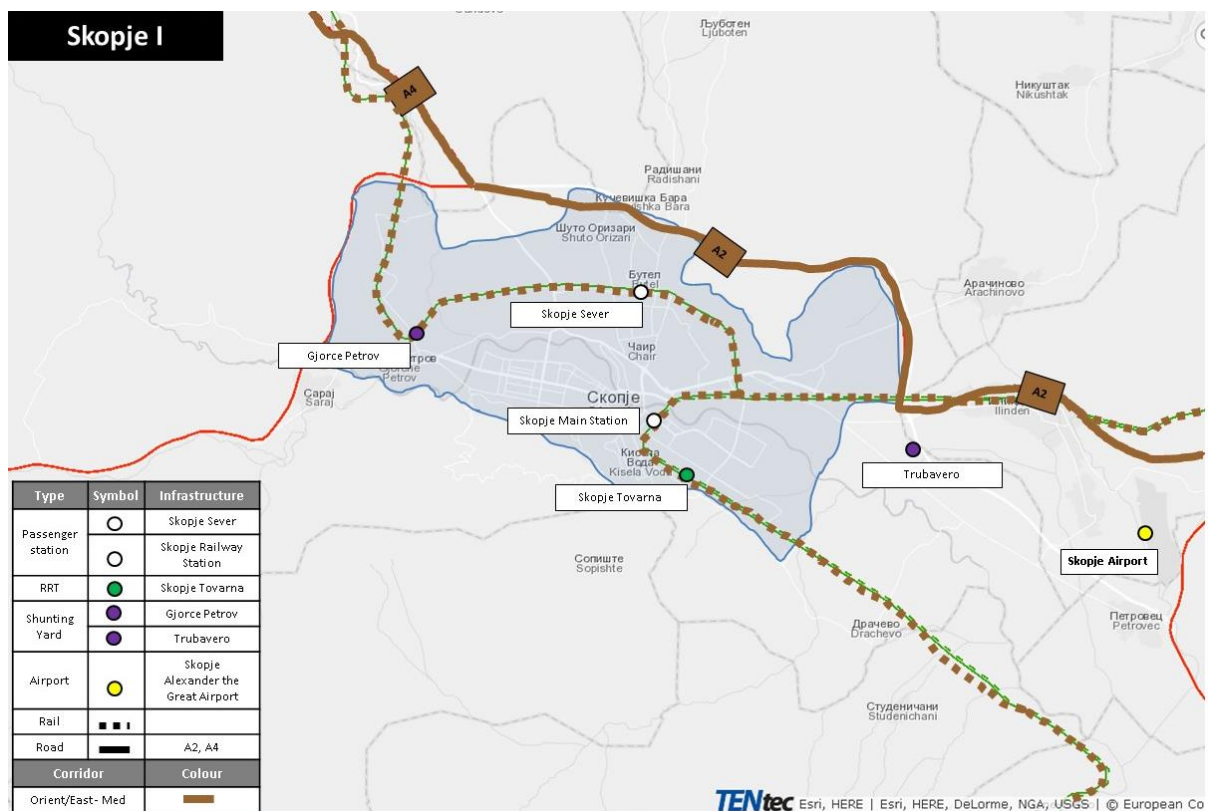 Skopje I
Љуботен
Ljuboten
Никуштак
Nikushtak
A4
Радишани
Radishani
Кучевишка Бара
Шуто Оризари
Shuto Orizari
A2
Бутел
Арачиново
Arachinovo
Skopje Sever
Чаир
Chair
Gjorce Petrov
Petrov
Сарај
Saraj
Скопје
A2
Ilinden
Skopje Main Station
Вода
Kisela Voda
Trubavero
Skopje Tovarna
Skopje Airport
Сопиште
Sopishte
Петровец
Petrovec
Драчево
Drachevo
Студеничани
Studenichani
Type Symbol Infrastructure
Passenger station
Skopje Sever
Skopje Railway Station
RRT Skopje Tovarna
Shunting Yard
Gjorce Petrov
Trubavero
Airport
Skopje Alexander the Great Airport
Rail
Road A2, A4
Corridor Colour
Orient/East- Med
TENtec Esri, HERE | Esri, HERE, DeLorme, NGA, USGS | © European Co